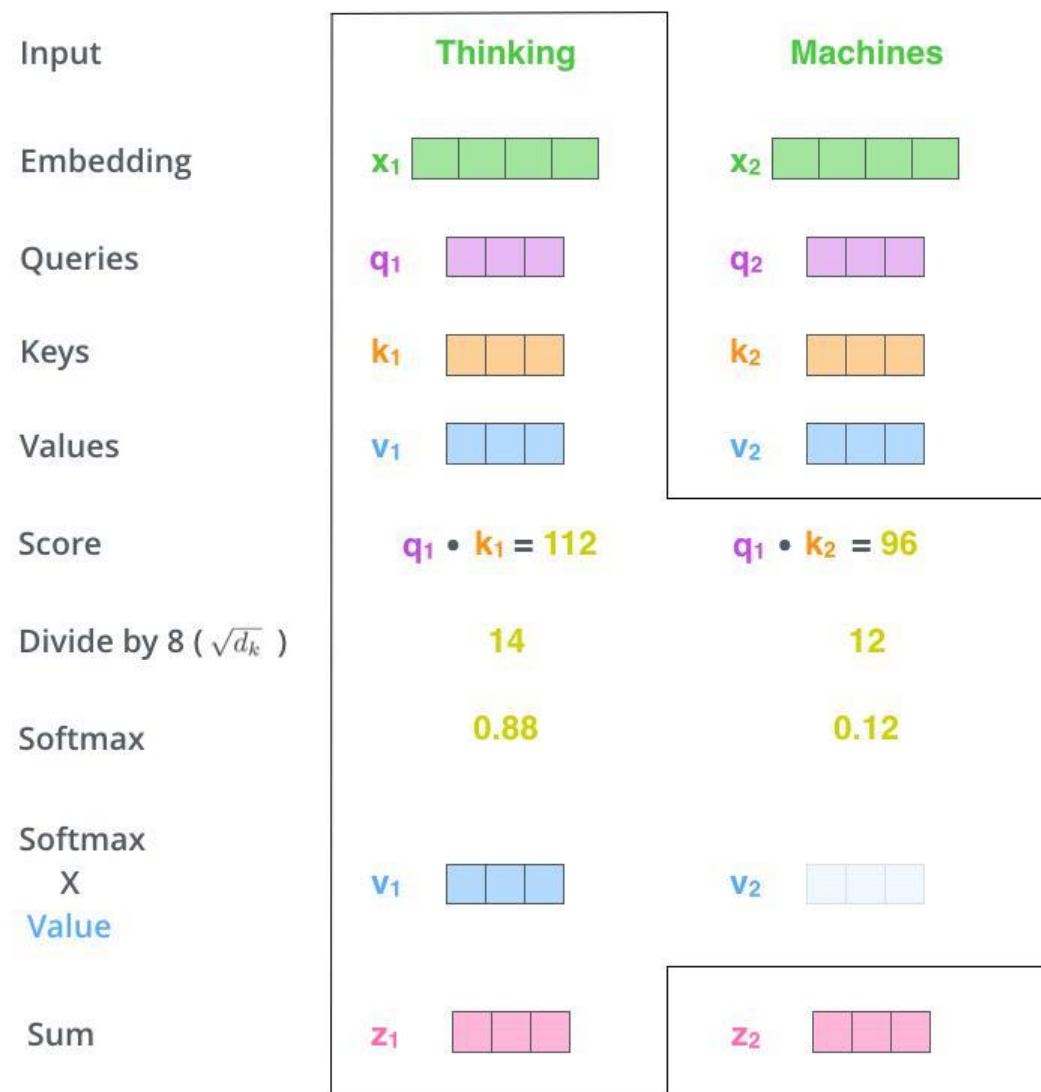 Input Thinking Machines
Embedding x₁ x₂
Queries q₁ q₂
Keys k₁ k₂
Values v₁ v₂
Score q₁ • k₁ = 112 q₁ • k₂ = 96
Divide by 8 ( √dₖ ) 14 12
Softmax 0.88 0.12
Softmax
X
Value v₁ v₂
Sum z₁ z₂